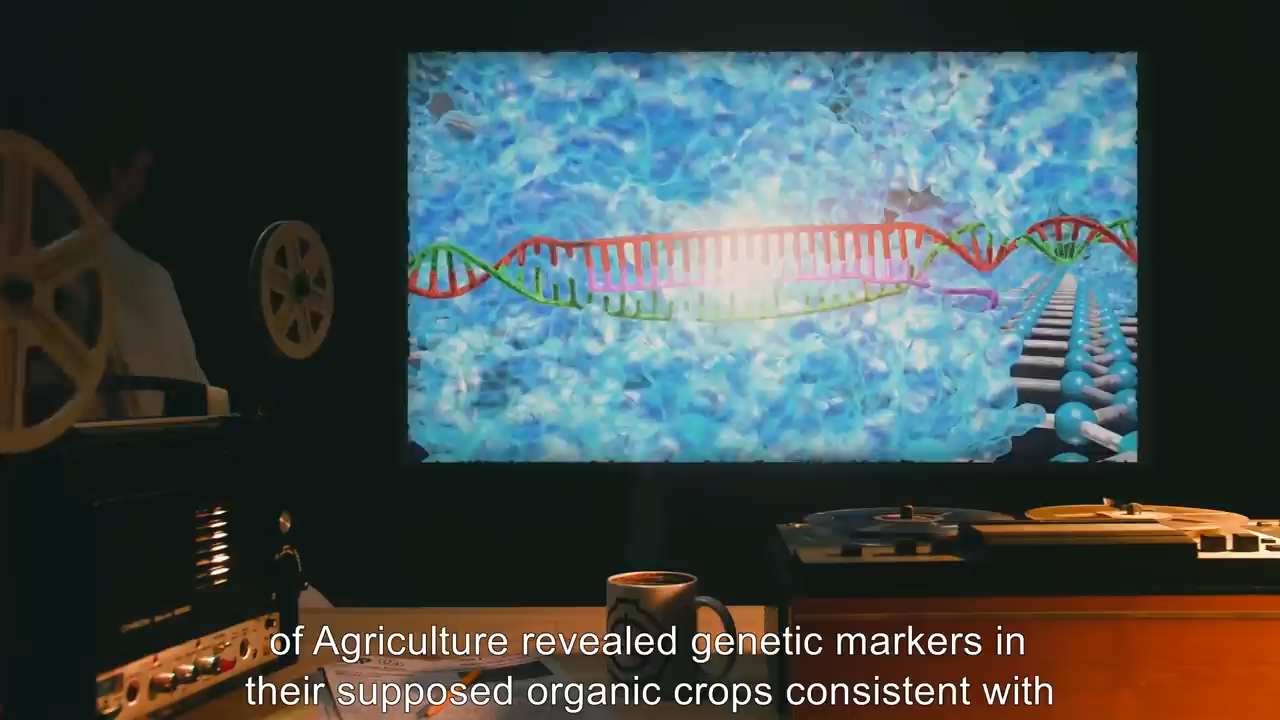 of Agriculture revealed genetic markers in
their supposed organic crops consistent with